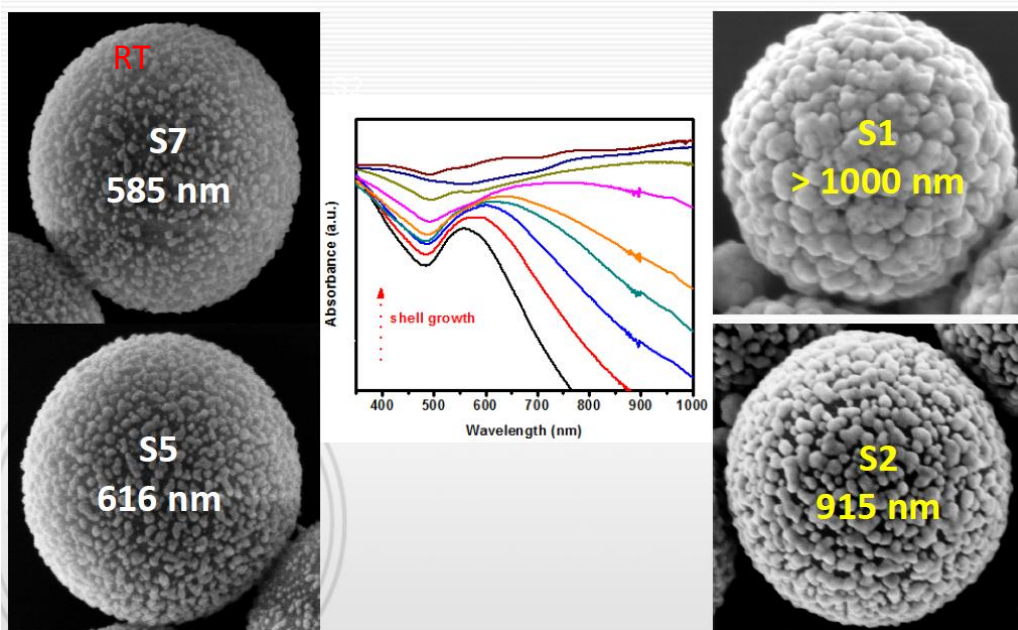 RT
S7
585 nm
S5
616 nm
S2
Absorbance (a.u.)
shell growth
400 500 600 700 800 900 1000
Wavelength (nm)
S1
> 1000 nm
S2
915 nm